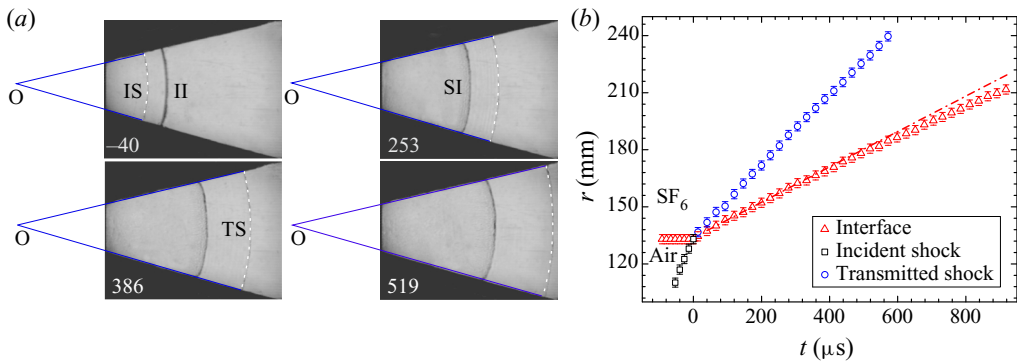 (a)
O
IS
II
–40
O
SI
253
O
TS
386
O
519
(b)
240
210
180
150
120
r (mm)
SF6
Air
Interface
Incident shock
Transmitted shock
0 200 400 600 800
t (μs)